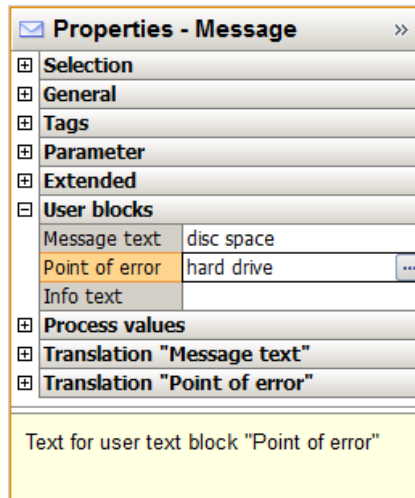 Properties - Message »
Selection
General
Tags
Parameter
Extended
User blocks
Message text disc space
Point of error hard drive ...
Info text
Process values
Translation "Message text"
Translation "Point of error"
Text for user text block "Point of error"